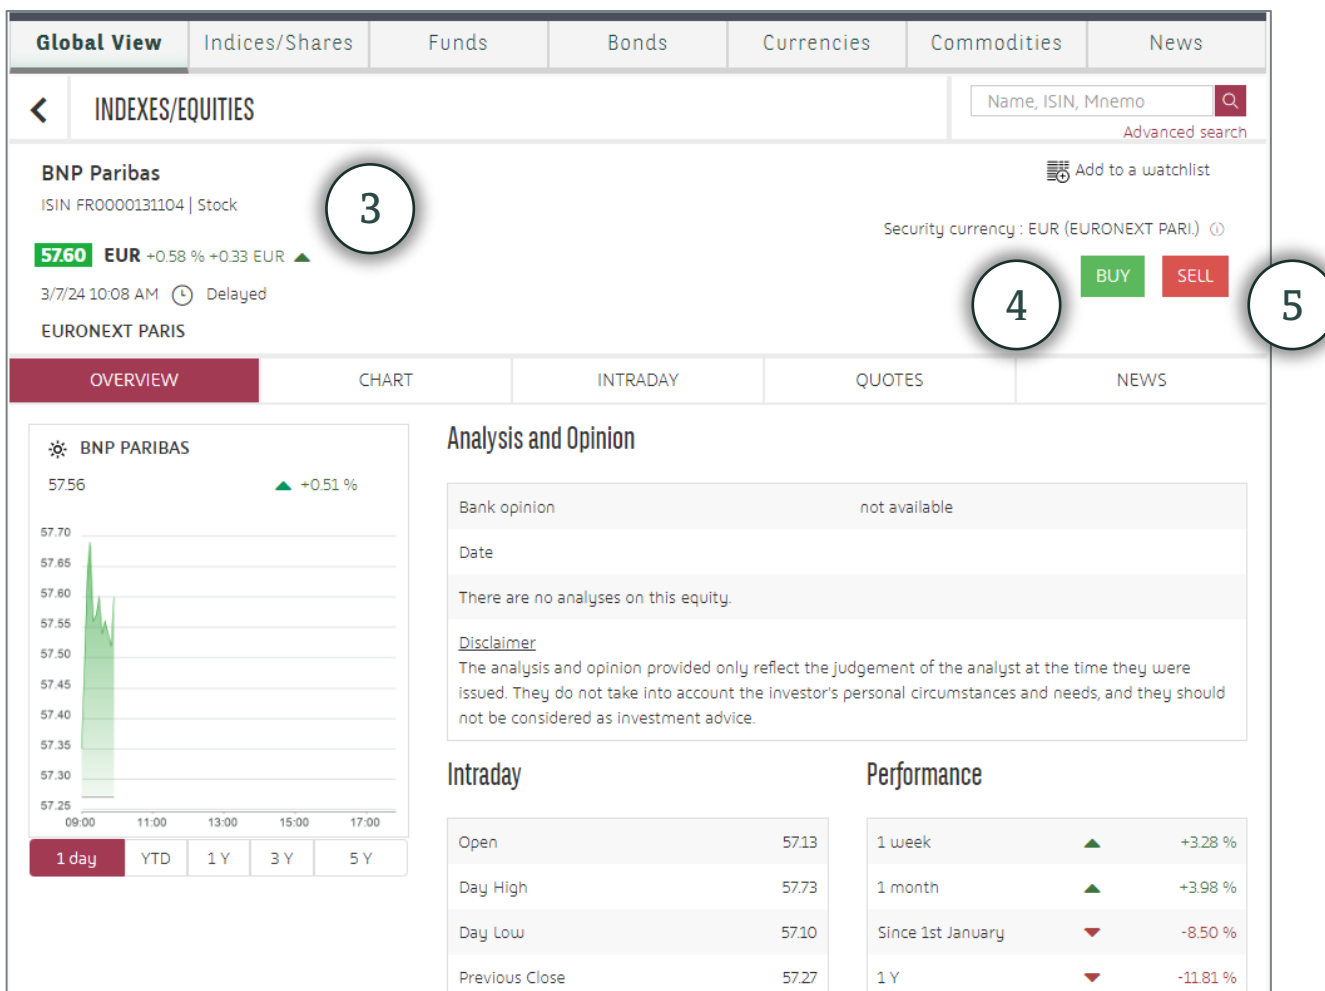 Global View Indices/Shares Funds Bonds Currencies Commodities News
INDEXES/EQUITIES
Name, ISIN, Mnemo
Advanced search
BNP Paribas
ISIN FR0000131104 | Stock
3
Add to a watchlist
Security currency : EUR (EURONEXT PARI.)
57.60 EUR +0.58 % +0.33 EUR
BUY SELL
4
5
3/7/24 10:08 AM Delayed
EURONEXT PARIS
OVERVIEW CHART INTRADAY QUOTES NEWS
BNP PARIBAS
57.56 +0.51 %
57.70
57.65
57.60
57.55
57.50
57.45
57.40
57.35
57.30
57.25
09:00 11:00 13:00 15:00 17:00
1 day YTD 1 Y 3 Y 5 Y
Analysis and Opinion
Bank opinion not available
Date
There are no analyses on this equity.
Disclaimer
The analysis and opinion provided only reflect the judgement of the analyst at the time they were
issued. They do not take into account the investor's personal circumstances and needs, and they should
not be considered as investment advice.
Intraday
Open 57.13
Day High 57.73
Day Low 57.10
Previous Close 57.27
Performance
1 week +3.28 %
1 month +3.98 %
Since 1st January -8.50 %
1 Y -11.81 %